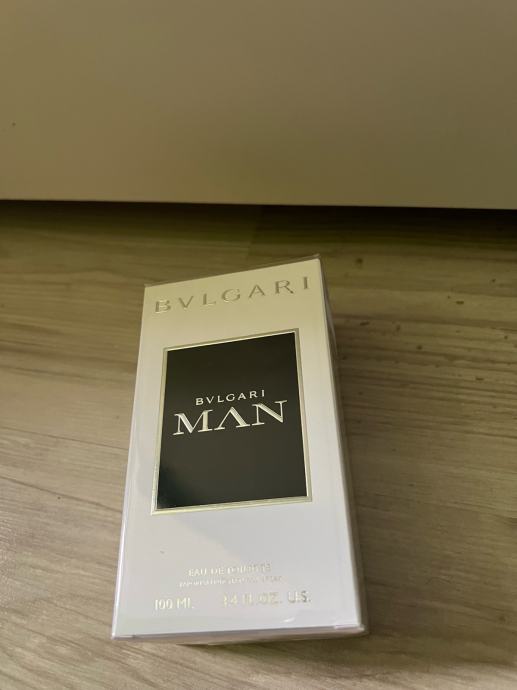 BVLGARI
BVLGARI
MAN
EAU DE TOILETTE
100 ML 3.4 FL.OZ. U.S.